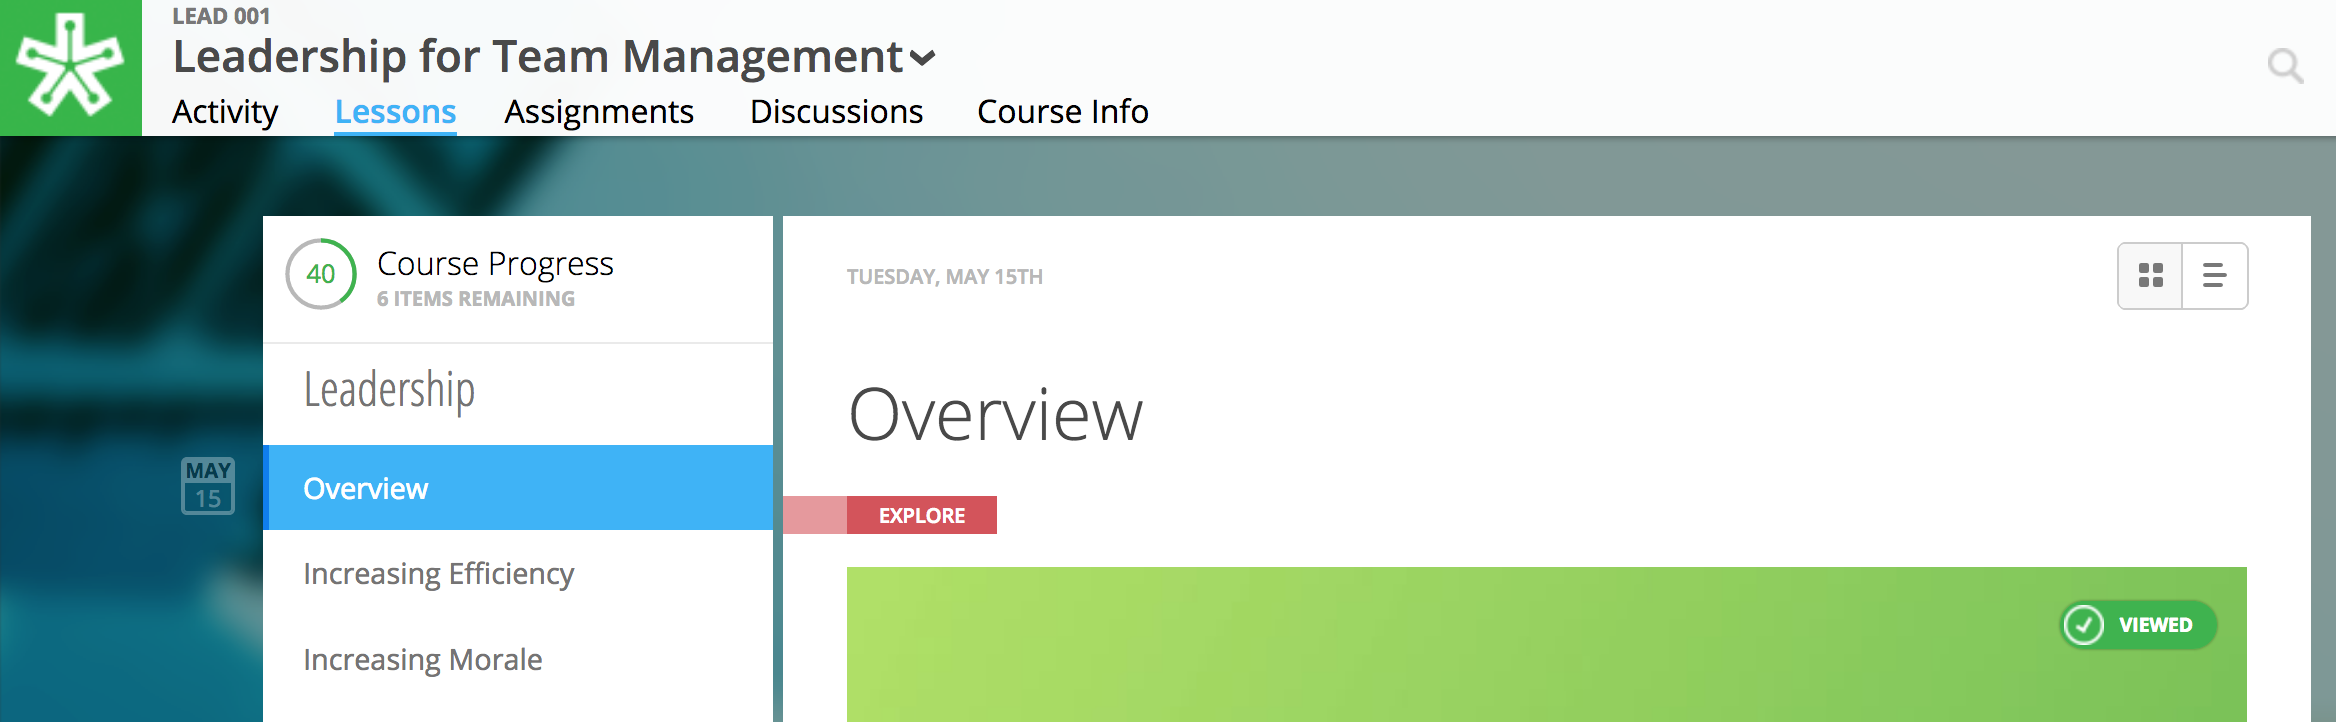 LEAD 001
Leadership for Team Management
Activity Lessons Assignments Discussions Course Info
40
Course Progress
6 ITEMS REMAINING
Leadership
MAY
15
Overview
Increasing Efficiency
Increasing Morale
TUESDAY, MAY 15TH
Overview
EXPLORE
VIEWED